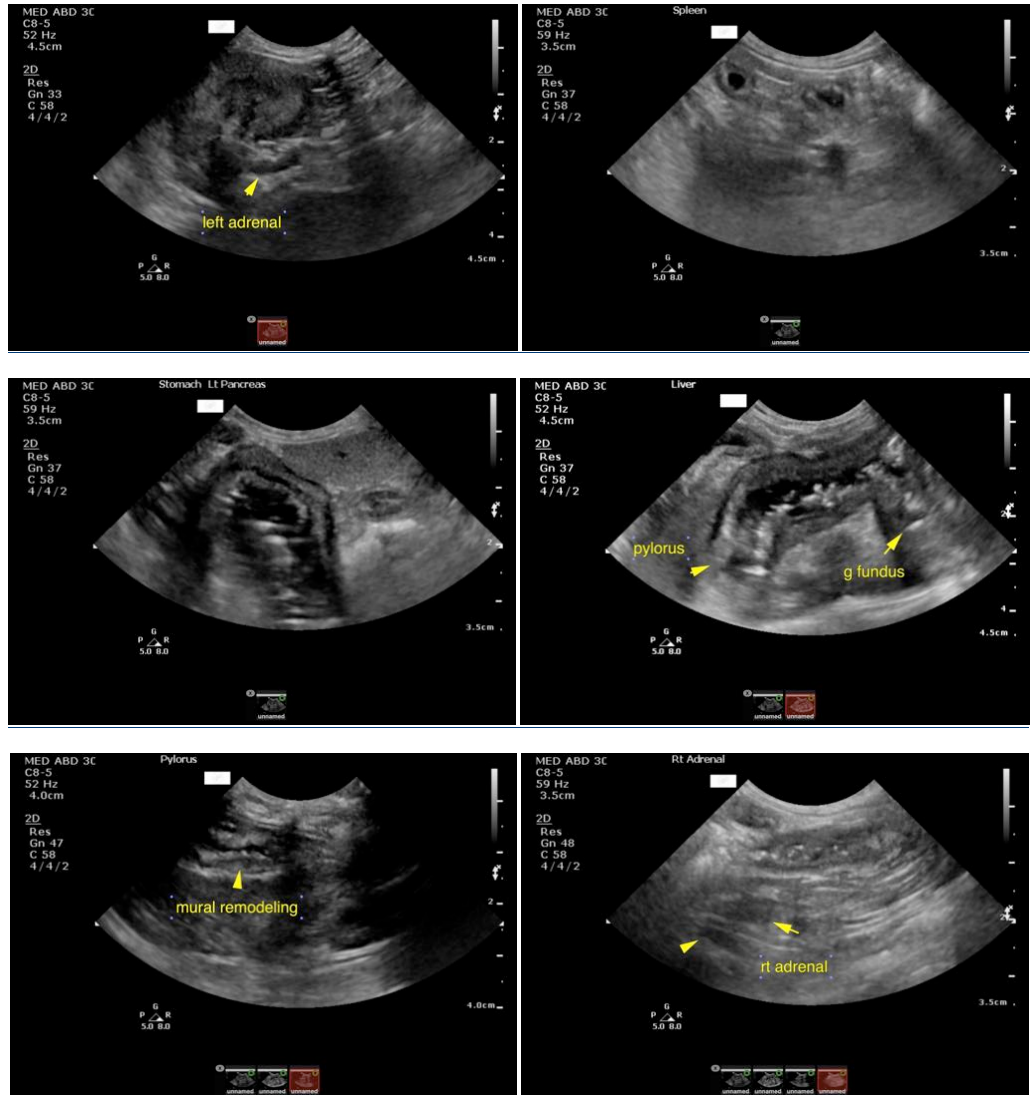 MED ABD 3C
C8-5
52 Hz
4.5cm
2D
Res
Gn 33
C 58
4/4/2
2
left adrenal
4
4.5cm
G
P R
5.0 8.0
unnamed
Spleen
MED ABD 3C
C8-5
59 Hz
3.5cm
2D
Res
Gn 37
C 58
4/4/2
2
3.5cm
G
P R
5.0 8.0
unnamed
Stomach Lt Pancreas
MED ABD 3C
C8-5
59 Hz
3.5cm
2D
Res
Gn 37
C 58
4/4/2
2
3.5cm
G
P R
5.0 8.0
unnamed
Liver
MED ABD 3C
C8-5
52 Hz
4.5cm
2D
Res
Gn 37
C 58
4/4/2
2
pylorus
g fundus
4
4.5cm
G
P R
5.0 8.0
unnamed unnamed
Pylorus
MED ABD 3C
C8-5
52 Hz
4.0cm
2D
Res
Gn 47
C 58
4/4/2
2
mural remodeling
4.0cm
G
P R
5.0 8.0
unnamed unnamed unnamed
Rt Adrenal
MED ABD 3C
C8-5
59 Hz
3.5cm
2D
Res
Gn 48
C 58
4/4/2
2
rt adrenal
3.5cm
G
P R
5.0 8.0
unnamed unnamed unnamed unnamed